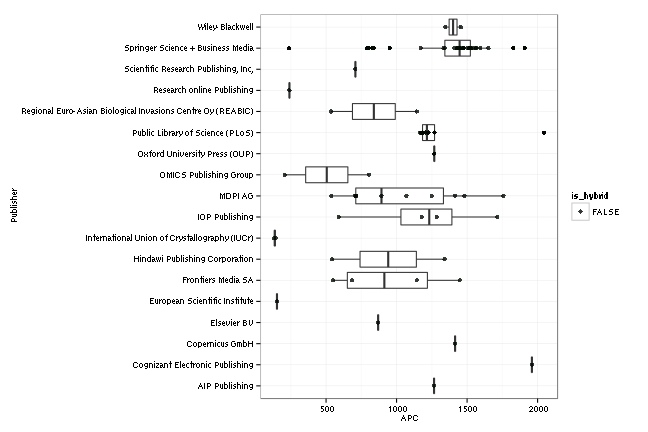 Wiley-Blackwell
Springer Science + Business Media
Scientific Research Publishing, Inc,
Research online Publishing
Regional Euro-Asian Biological Invasions Centre Oy (REABIC)
Public Library of Science (PLoS)
Oxford University Press (OUP)
OMICS Publishing Group
MDPI AG
IOP Publishing
International Union of Crystallography (IUCr)
Hindawi Publishing Corporation
Frontiers Media SA
European Scientific Institute
Elsevier BV
Copernicus GmbH
Cognizant Electronic Publishing
AIP Publishing
Publisher
500 1000 1500 2000
APC
is_hybrid
FALSE